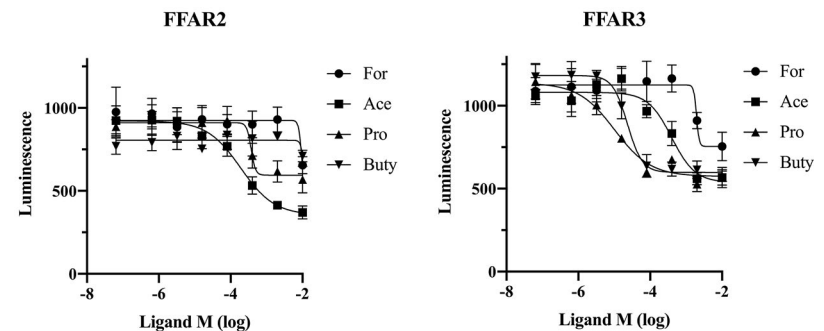 FFAR2
Luminescence
1000
500
0
-8
-6
-4
-2
Ligand M (log)
For
Ace
Pro
Buty
FFAR3
Luminescence
1000
500
0
-8
-6
-4
-2
Ligand M (log)
For
Ace
Pro
Buty